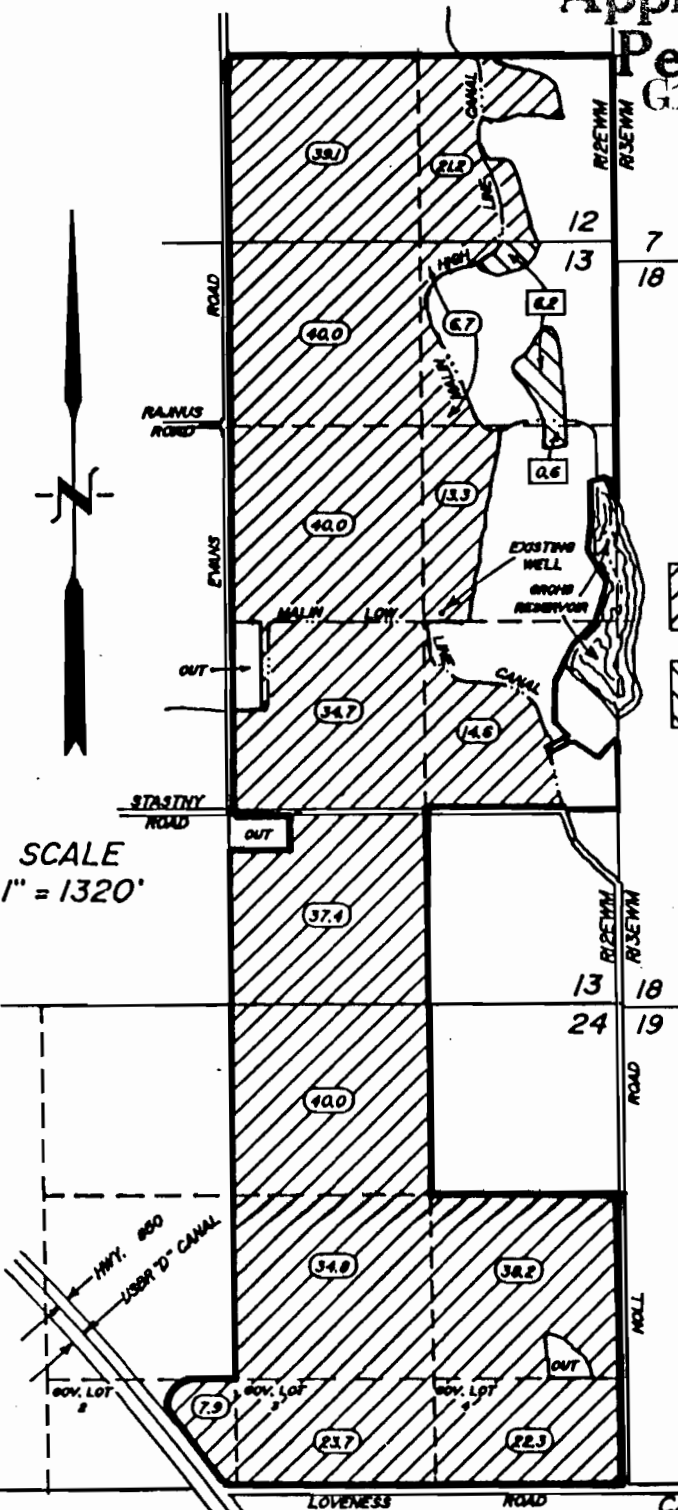 Pe
CANAL
R12EWM
R13EWM
39.1
21.2
LINE
12
7
HIGH
13
18
ROAD
6.2
40.0
6.7
MALIN
RAJNUS
ROAD
0.6
13.3
40.0
EVANS
EXISTING
WELL
RESERVOIR
MALIN LOW
LINE
CANAL
OUT
34.7
14.6
STASTNY
ROAD
OUT
SCALE
1" = 1320'
37.4
R12EWM
R13EWM
13
18
24
19
ROAD
40.0
HWY. #50
USBR "D" CANAL
34.8
38.2
MOLL
OUT
GOV. LOT
2
GOV. LOT
3
GOV. LOT
4
7.9
23.7
22.3
LOVENESS ROAD